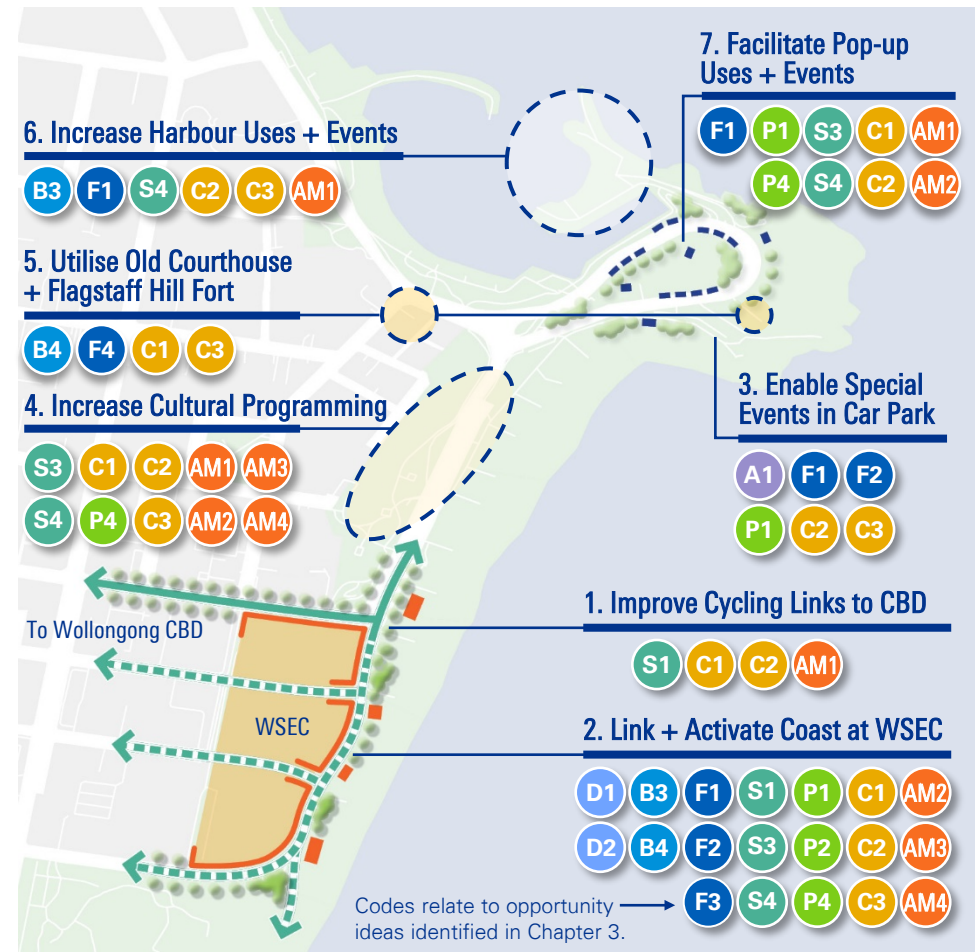 7. Facilitate Pop-up
Uses + Events
F1 P1 S3 C1 AM1
P4 S4 C2 AM2
6. Increase Harbour Uses + Events
B3 F1 S4 C2 C3 AM1
5. Utilise Old Courthouse
+ Flagstaff Hill Fort
B4 F4 C1 C3
3. Enable Special
Events in Car Park
A1 F1 F2
P1 C2 C3
4. Increase Cultural Programming
S3 C1 C2 AM1 AM3
S4 P4 C3 AM2 AM4
1. Improve Cycling Links to CBD
S1 C1 C2 AM1
To Wollongong CBD
WSEC
2. Link + Activate Coast at WSEC
D1 B3 F1 S1 P1 C1 AM2
D2 B4 F2 S3 P2 C2 AM3
F3 S4 P4 C3 AM4
Codes relate to opportunity
ideas identified in Chapter 3.